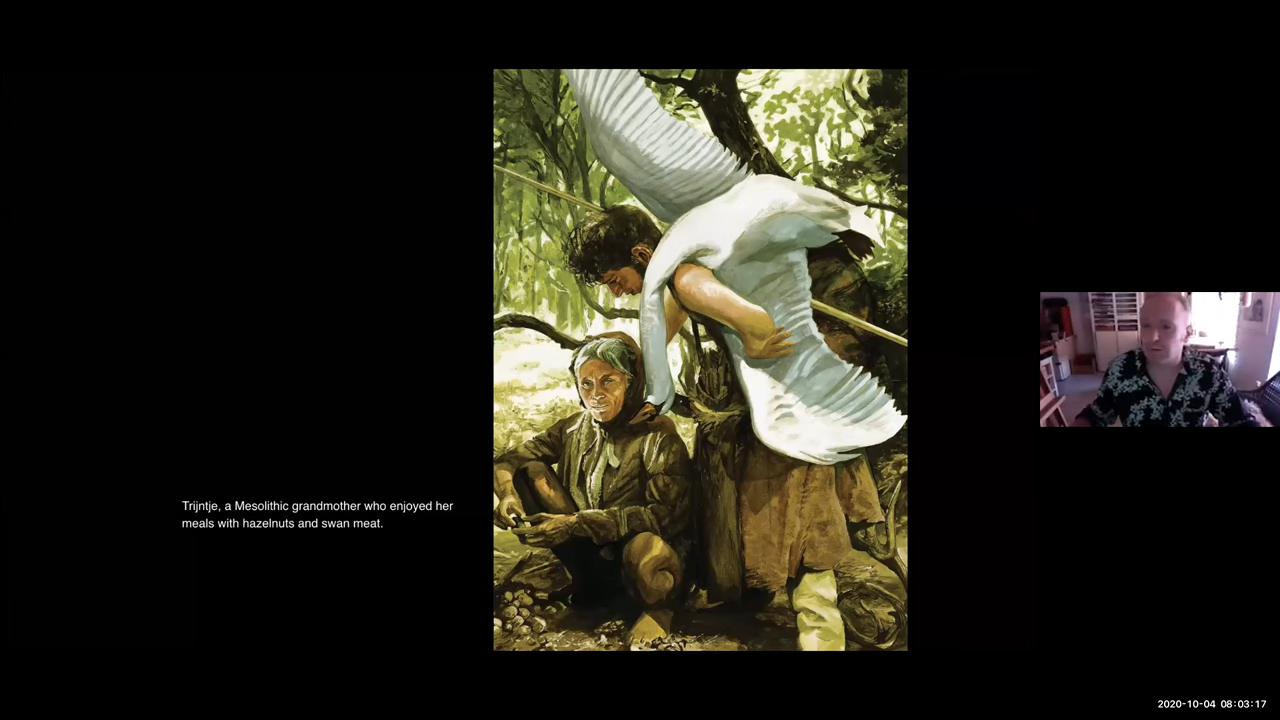 Trijntje, a Mesolithic grandmother who enjoyed her
meals with hazelnuts and swan meat.
2020-10-04 08:03:17